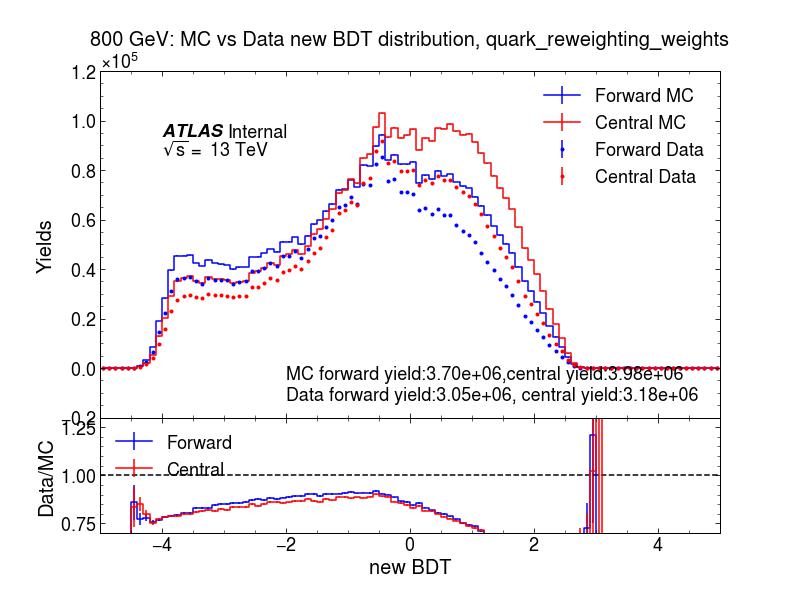 800 GeV: MC vs Data new BDT distribution, quark_reweighting_weights
×10⁵
1.2
1.0
0.8
0.6
0.4
0.2
0.0
0.2
Yields
ATLAS Internal
√s = 13 TeV
Forward MC
Central MC
Forward Data
Central Data
MC forward yield:3.70e+06,central yield:3.98e+06
Data forward yield:3.05e+06, central yield:3.18e+06
1.25
1.00
0.75
Data/MC
Forward
Central
−4 −2 0 2 4
new BDT